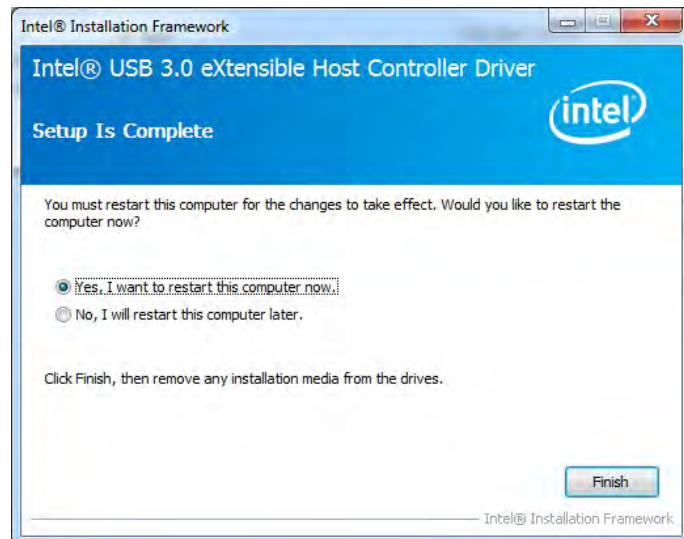 Intel® Installation Framework
Intel® USB 3.0 eXtensible Host Controller Driver
intel
Setup Is Complete
You must restart this computer for the changes to take effect. Would you like to restart the
computer now?
Yes, I want to restart this computer now.
No, I will restart this computer later.
Click Finish, then remove any installation media from the drives.
Finish
Intel® Installation Framework